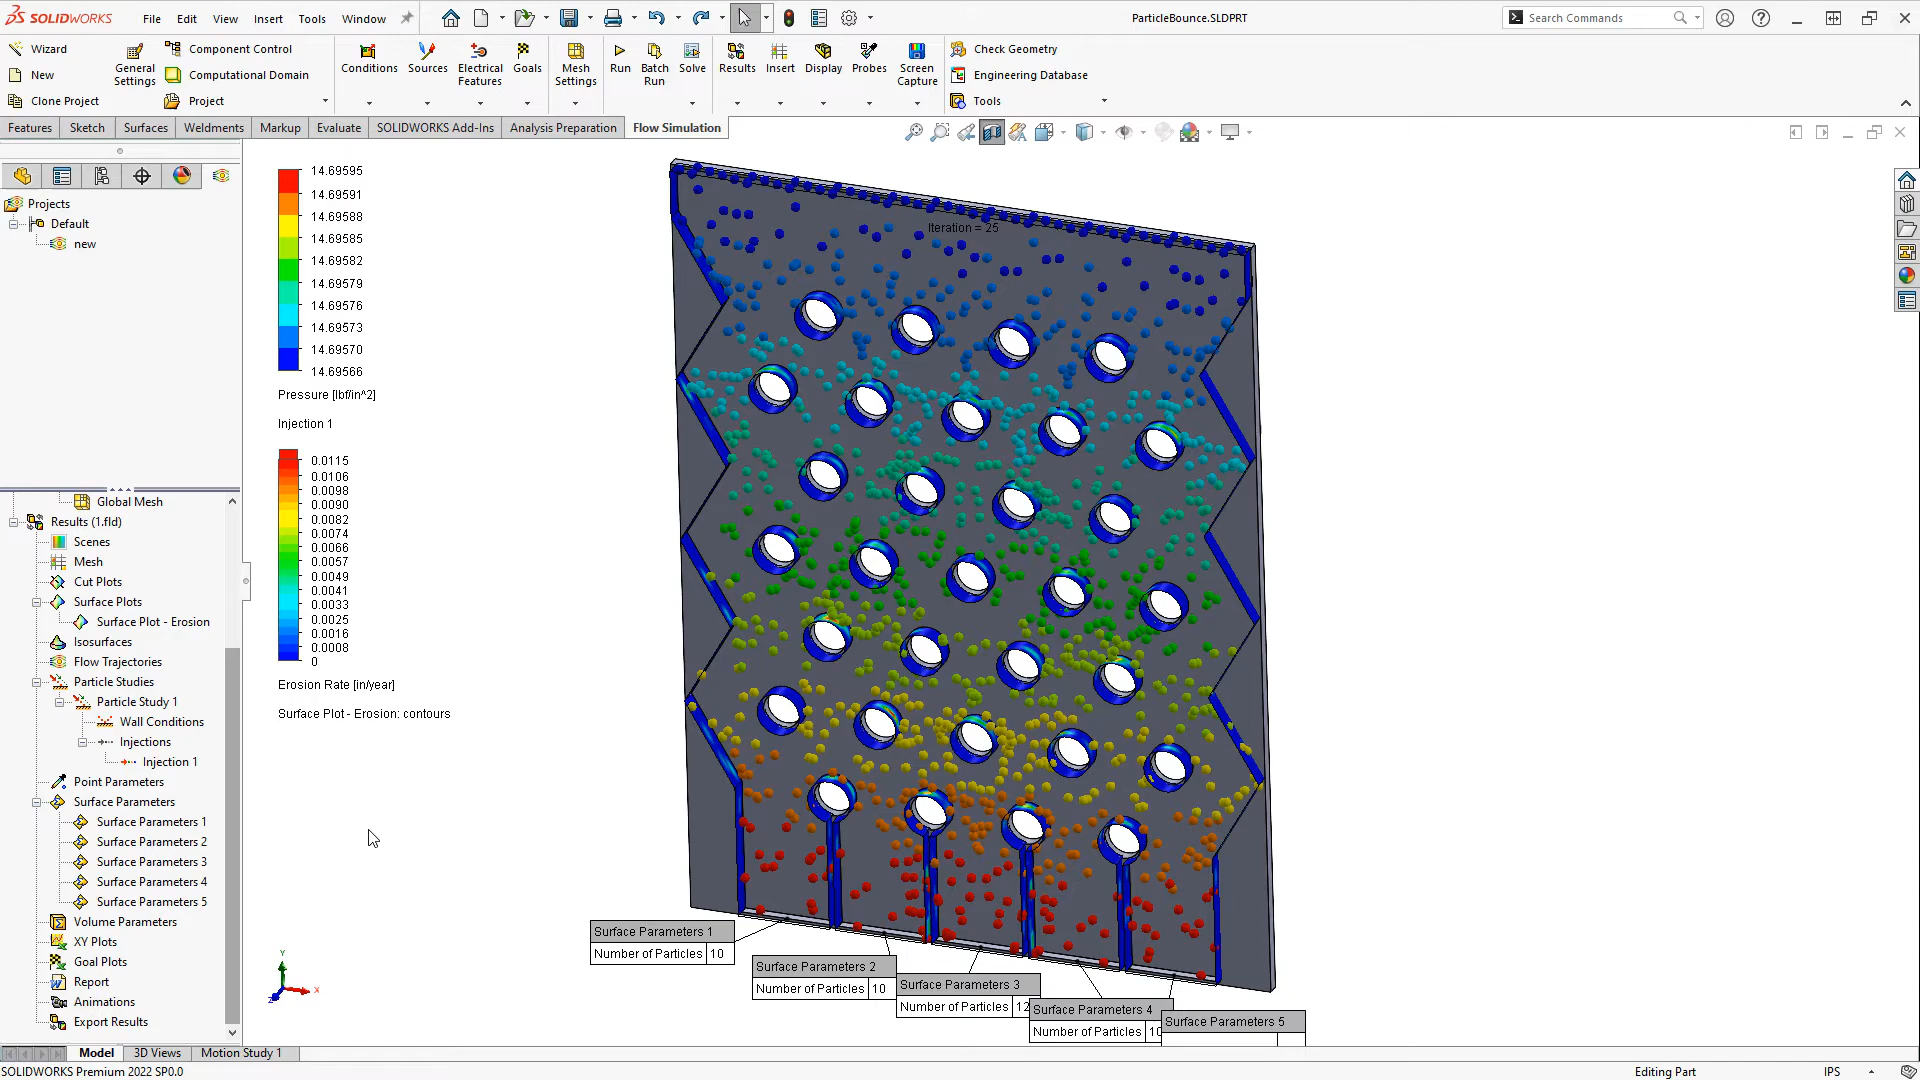 SOLIDWORKS
File Edit View Insert Tools Window
ParticleBounce.SLDPRT
Search Commands
Wizard
New
Clone Project
General Settings
Component Control
Computational Domain
Project
Conditions
Sources
Electrical Features
Goals
Mesh Settings
Run
Batch Run
Solve
Results
Insert
Display
Probes
Screen Capture
Check Geometry
Engineering Database
Tools
Features Sketch Surfaces Weldments Markup Evaluate SOLIDWORKS Add-Ins Analysis Preparation Flow Simulation
Projects
Default
new
Global Mesh
Results (1.fld)
Scenes
Mesh
Cut Plots
Surface Plots
Surface Plot - Erosion
Isosurfaces
Flow Trajectories
Particle Studies
Particle Study 1
Wall Conditions
Injections
Injection 1
Point Parameters
Surface Parameters
Surface Parameters 1
Surface Parameters 2
Surface Parameters 3
Surface Parameters 4
Surface Parameters 5
Volume Parameters
XY Plots
Goal Plots
Report
Animations
Export Results
14.69595
14.69591
14.69588
14.69585
14.69582
14.69579
14.69576
14.69573
14.69570
14.69566
Pressure [lbf/in^2]
Injection 1
0.0115
0.0106
0.0098
0.0090
0.0082
0.0074
0.0066
0.0057
0.0049
0.0041
0.0033
0.0025
0.0016
0.0008
0
Erosion Rate [in/year]
Surface Plot - Erosion: contours
Iteration = 25
Surface Parameters 1
Number of Particles 10
Surface Parameters 2
Number of Particles 10
Surface Parameters 3
Number of Particles 12
Surface Parameters 4
Number of Particles 10
Surface Parameters 5
Y
X
Z
Model 3D Views Motion Study 1
SOLIDWORKS Premium 2022 SP0.0
Editing Part
IPS